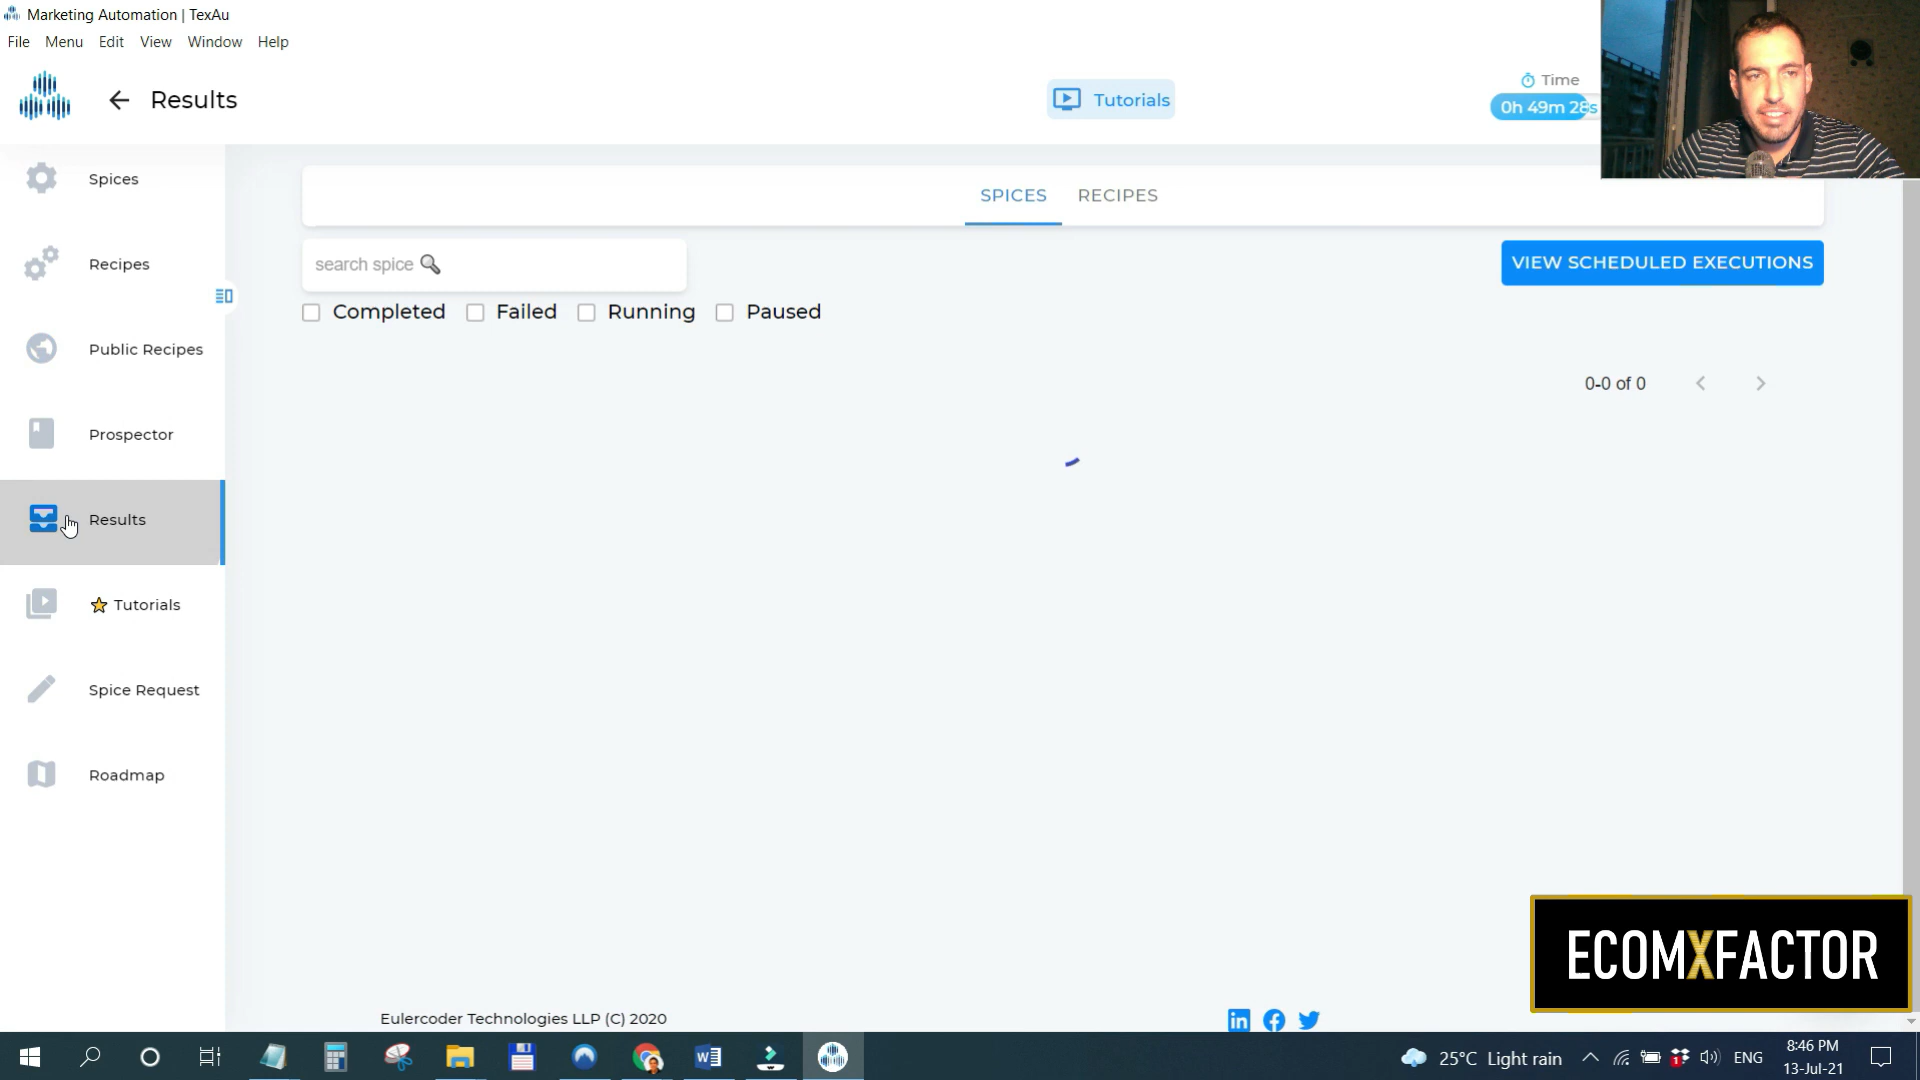 Marketing Automation | TexAu
File Menu Edit View Window Help
Results
Tutorials
Time
0h 49m 28s
Spices
Recipes
Public Recipes
Prospector
Results
Tutorials
Spice Request
Roadmap
SPICES RECIPES
search spice
VIEW SCHEDULED EXECUTIONS
Completed Failed Running Paused
0-0 of 0
ECOMXFACTOR
Eulercoder Technologies LLP (C) 2020
25°C Light rain
ENG
8:46 PM
13-Jul-21